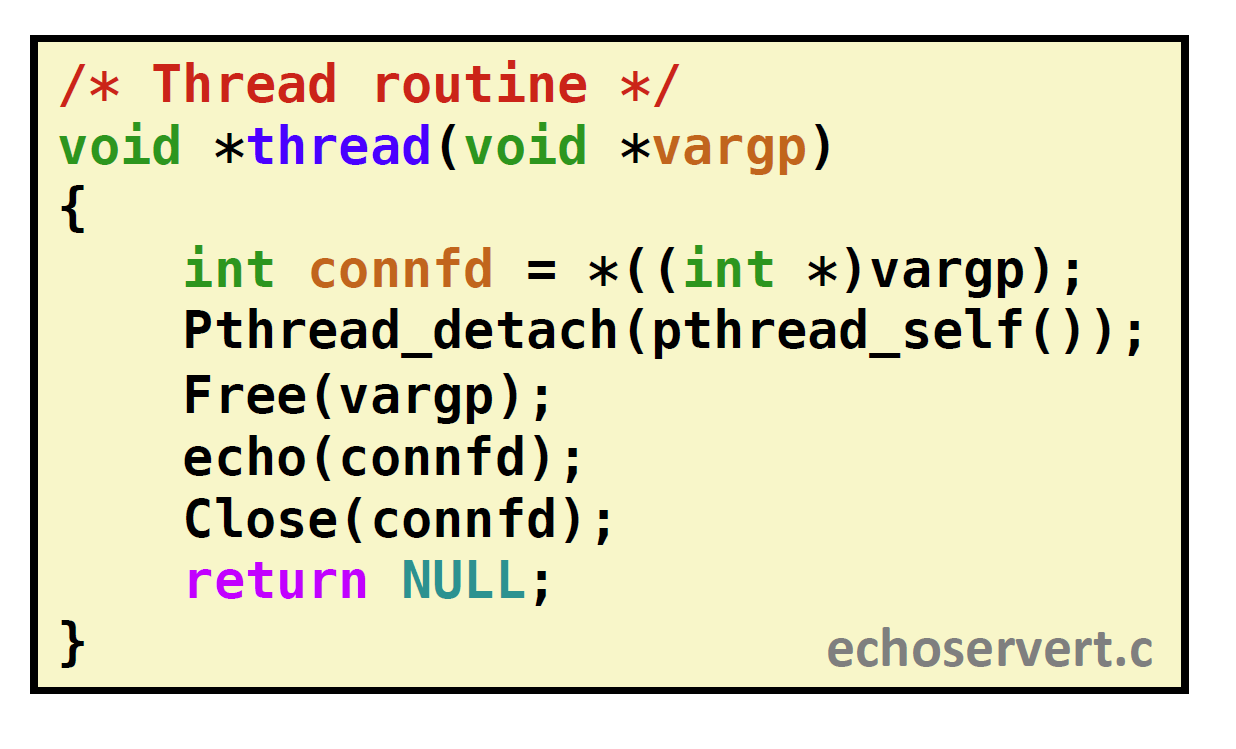 /* Thread routine */
void *thread(void *vargp)
{
    int connfd = *((int *)vargp);
    Pthread_detach(pthread_self());
    Free(vargp);
    echo(connfd);
    Close(connfd);
    return NULL;
}
echoservert.c